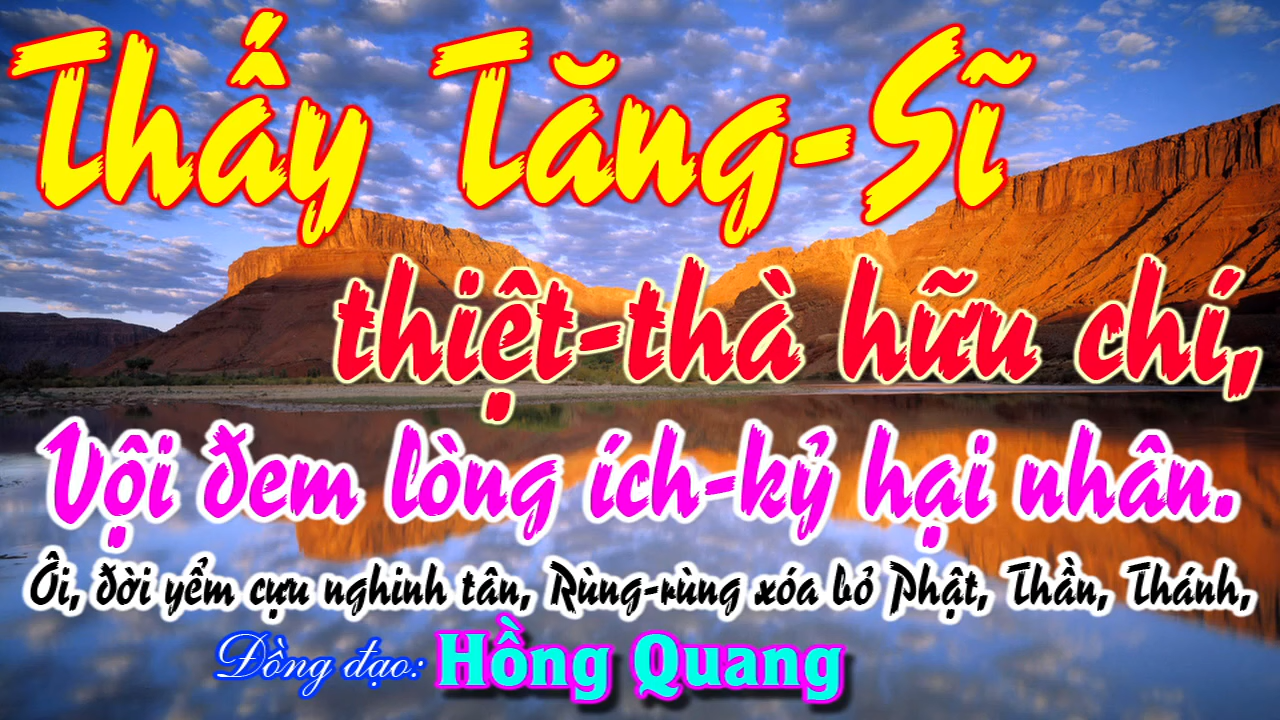 Thấy Tăng-Sĩ
thiệt-thà hữu chí,
Vội đem lòng ích-kỷ hại nhân.
Ôi, đời yểm cựu nghinh tân, Rùng-rùng xóa bỏ Phật, Thần, Thánh,
Đồng đạo: Hồng Quang